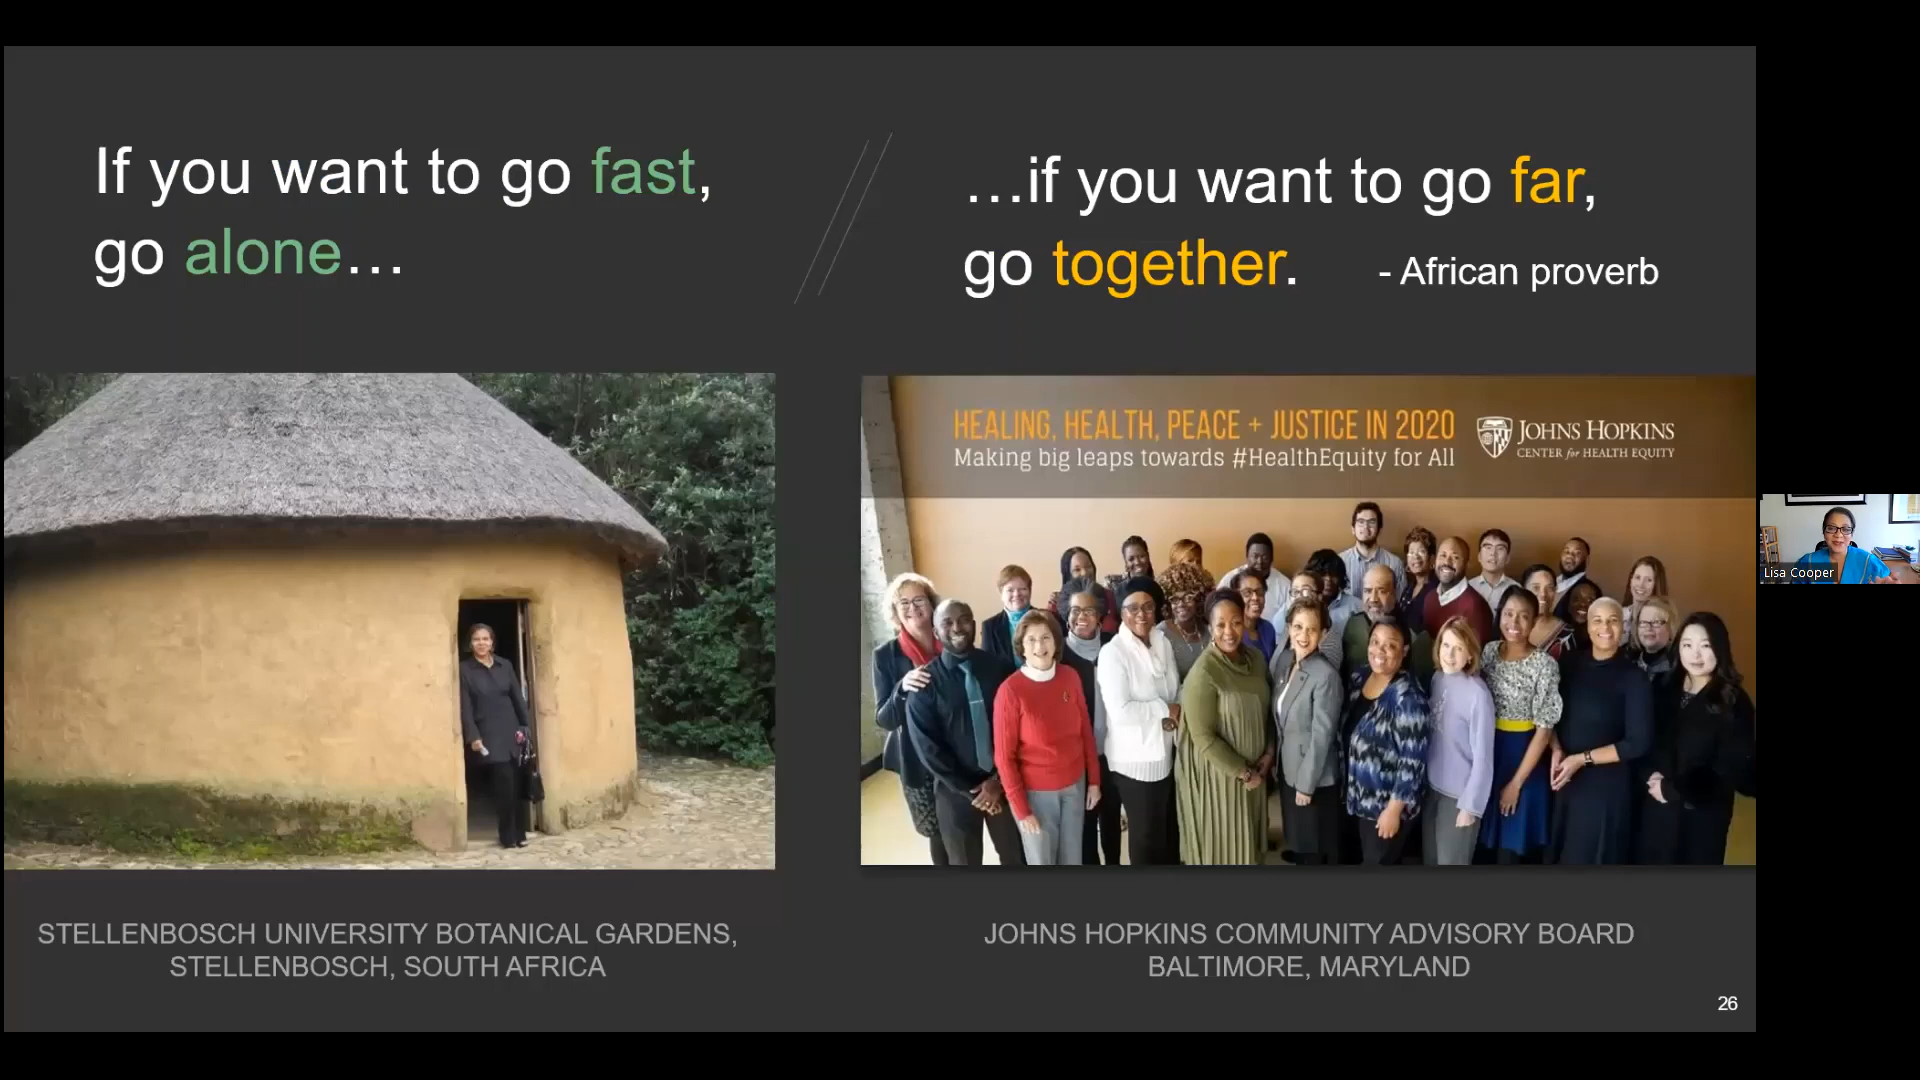 If you want to go fast,
go alone…
…if you want to go far,
go together.
- African proverb
HEALING, HEALTH, PEACE + JUSTICE IN 2020
Making big leaps towards #HealthEquity for All
JOHNS HOPKINS
CENTER for HEALTH EQUITY
STELLENBOSCH UNIVERSITY BOTANICAL GARDENS,
STELLENBOSCH, SOUTH AFRICA
JOHNS HOPKINS COMMUNITY ADVISORY BOARD
BALTIMORE, MARYLAND
26
Lisa Cooper